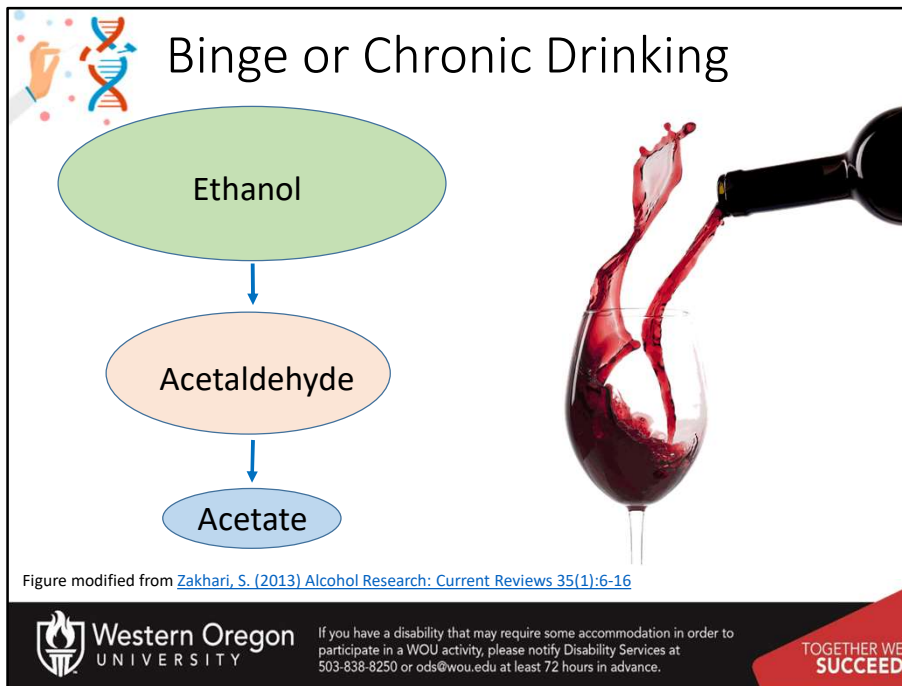 Binge or Chronic Drinking
Ethanol
Acetaldehyde
Acetate
Figure modified from Zakhari, S. (2013) Alcohol Research: Current Reviews 35(1):6-16
Western Oregon
UNIVERSITY
If you have a disability that may require some accommodation in order to
participate in a WOU activity, please notify Disability Services at
503-838-8250 or ods@wou.edu at least 72 hours in advance.
TOGETHER WE
SUCCEED